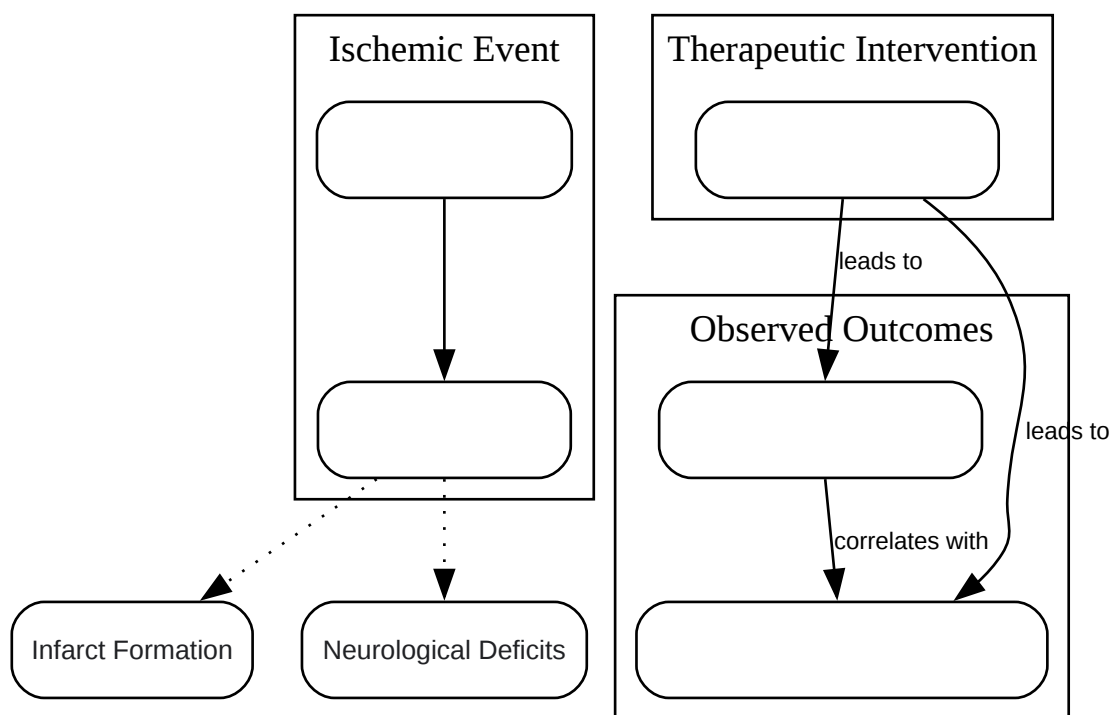 Ischemic Event
Therapeutic Intervention
leads to
Observed Outcomes
leads to
correlates with
Infarct Formation
Neurological Deficits